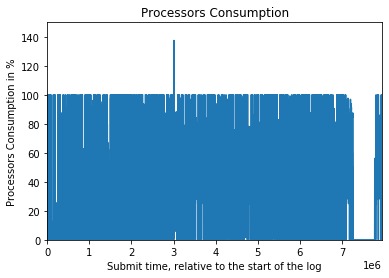 Processors Consumption
Processors Consumption in %
140
120
100
80
60
40
20
0
0 1 2 3 4 5 6 7
1e6
Submit time, relative to the start of the log